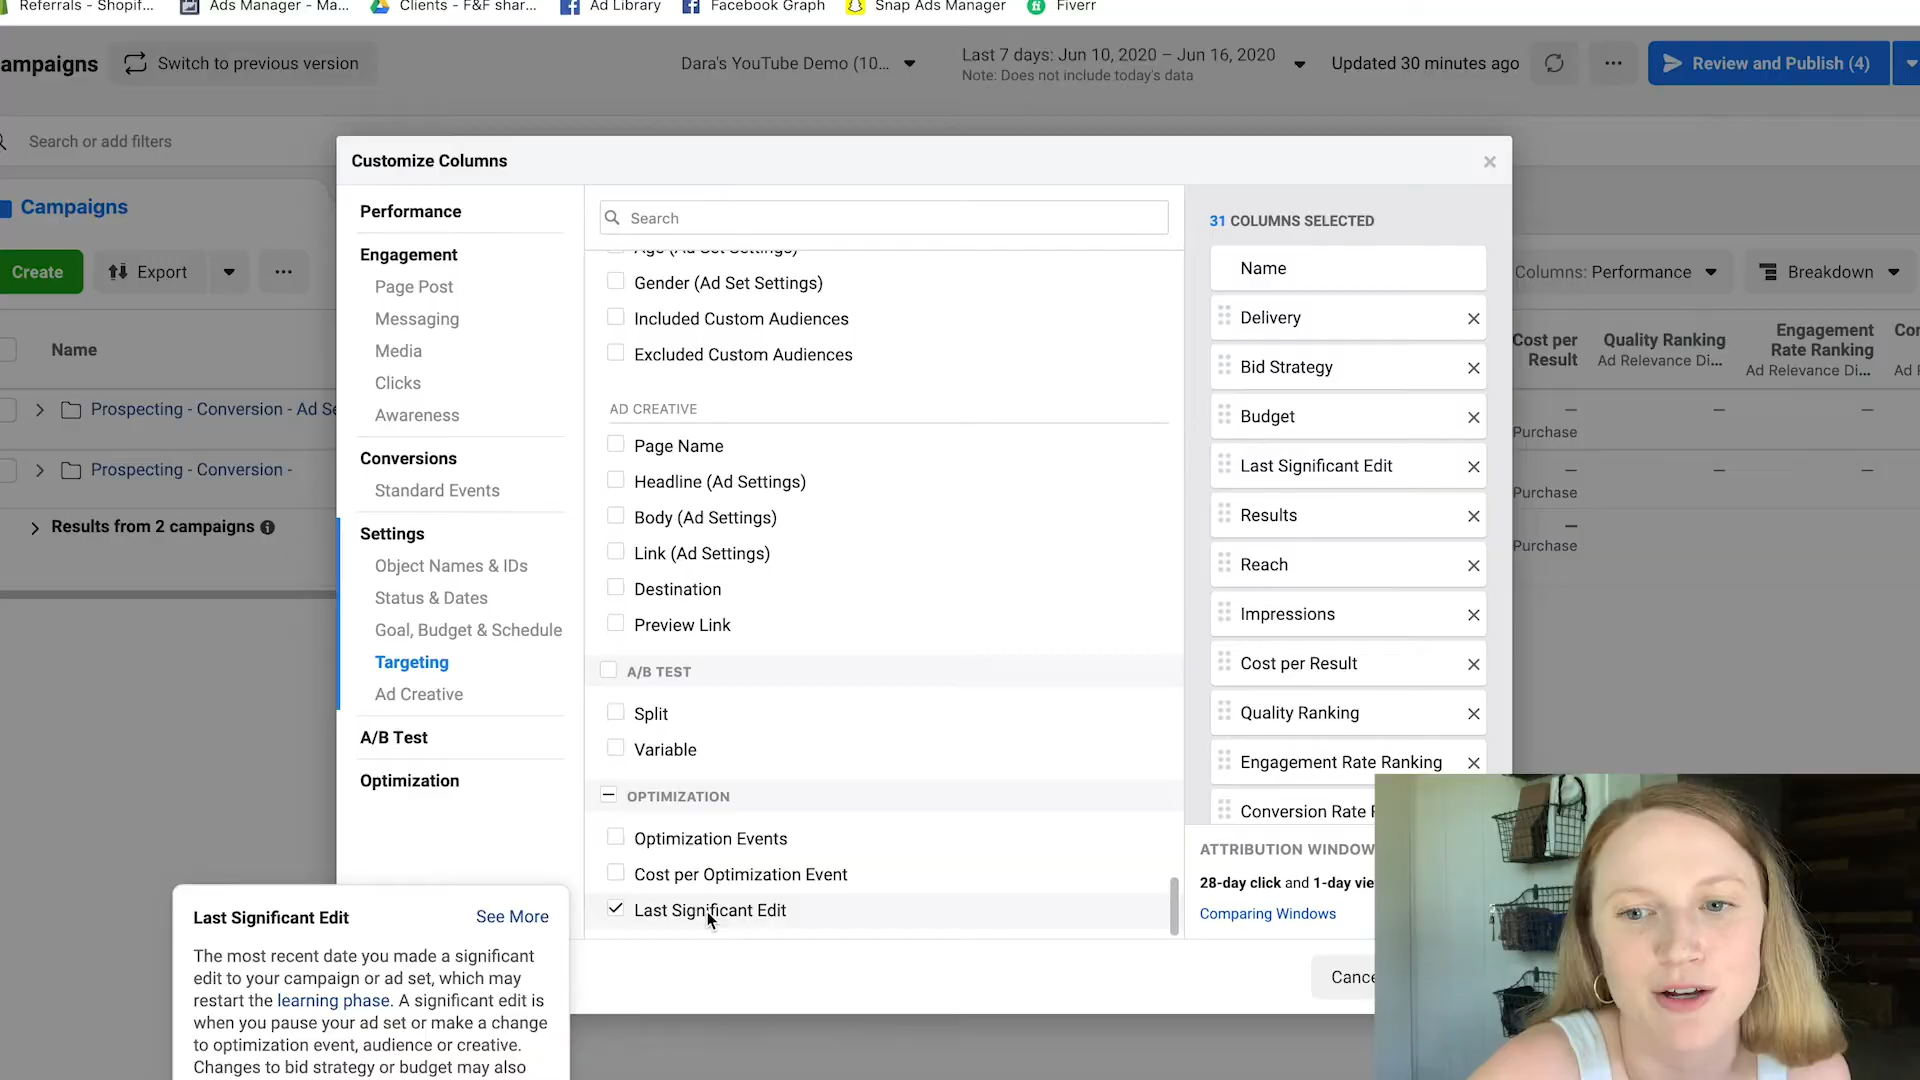 Referrals - Shopif...
Ads Manager - Ma...
Clients - F&F shar...
Ad Library
Facebook Graph
Snap Ads Manager
Fiverr
ampaigns
Switch to previous version
Dara's YouTube Demo (10...
Last 7 days: Jun 10, 2020 – Jun 16, 2020
Note: Does not include today's data
Updated 30 minutes ago
Review and Publish (4)
Search or add filters
Campaigns
Create
Export
Columns: Performance
Breakdown
Name
Cost per
Result
Quality Ranking
Ad Relevance Di...
Engagement
Rate Ranking
Ad Relevance Di...
Con
Ad R
Prospecting - Conversion - Ad Se
—
—
—
Purchase
Prospecting - Conversion -
—
—
—
Purchase
Results from 2 campaigns
—
Purchase
Customize Columns
Performance
Engagement
Page Post
Messaging
Media
Clicks
Awareness
Conversions
Standard Events
Settings
Object Names & IDs
Status & Dates
Goal, Budget & Schedule
Targeting
Ad Creative
A/B Test
Optimization
Search
Age (Ad Set Settings)
Gender (Ad Set Settings)
Included Custom Audiences
Excluded Custom Audiences
AD CREATIVE
Page Name
Headline (Ad Settings)
Body (Ad Settings)
Link (Ad Settings)
Destination
Preview Link
A/B TEST
Split
Variable
OPTIMIZATION
Optimization Events
Cost per Optimization Event
Last Significant Edit
31 COLUMNS SELECTED
Name
Delivery
Bid Strategy
Budget
Last Significant Edit
Results
Reach
Impressions
Cost per Result
Quality Ranking
Engagement Rate Ranking
Conversion Rate
ATTRIBUTION WINDOW
28-day click and 1-day vie
Comparing Windows
Cance
Last Significant Edit
See More
The most recent date you made a significant
edit to your campaign or ad set, which may
restart the learning phase. A significant edit is
when you pause your ad set or make a change
to optimization event, audience or creative.
Changes to bid strategy or budget may also